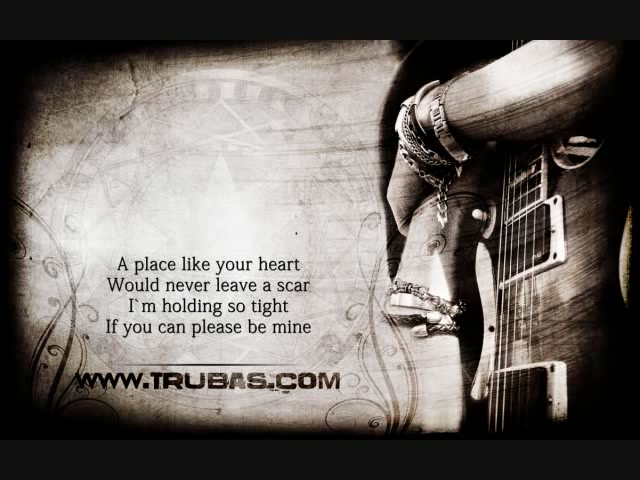 A place like your heart
Would never leave a scar
I`m holding so tight
If you can please be mine
WWW.TRUBAS.COM